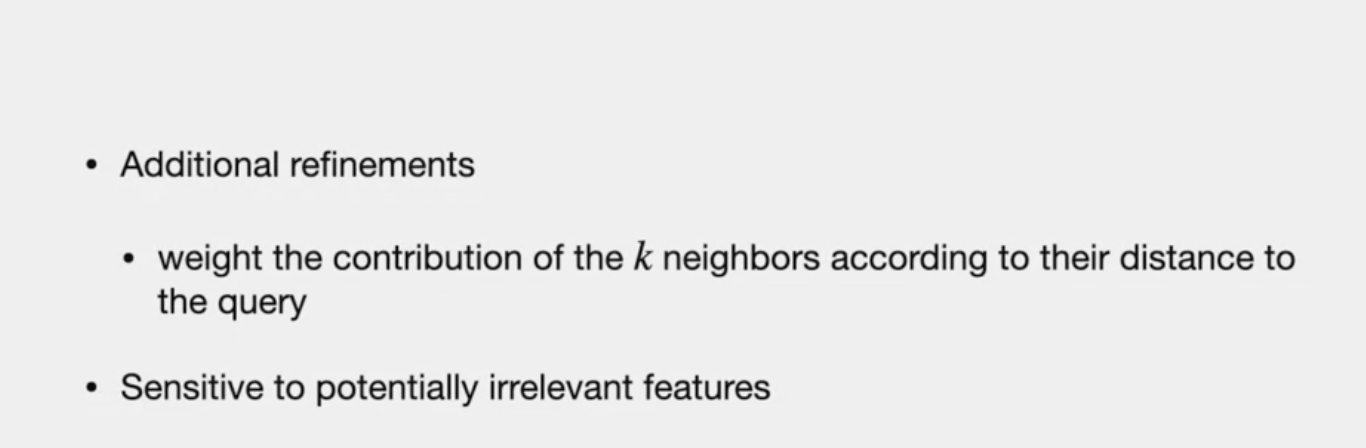 • Additional refinements
• weight the contribution of the k neighbors according to their distance to
the query
• Sensitive to potentially irrelevant features